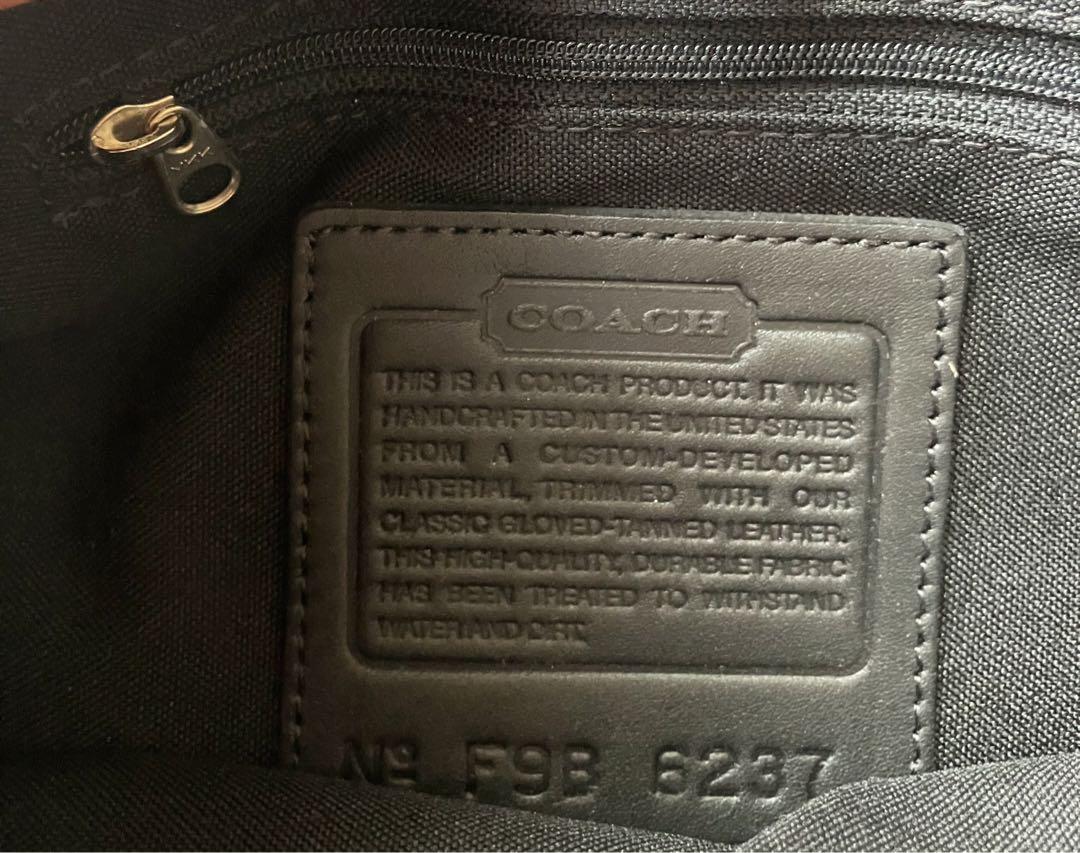 COACH
THIS IS A COACH PRODUCT. IT WAS
HANDCRAFTED IN THE UNITED STATES
FROM A CUSTOM-DEVELOPED
MATERIAL, TRIMMED WITH OUR
CLASSIC GLOVED-TANNED LEATHER.
THIS HIGH-QUALITY, DURABLE FABRIC
HAS BEEN TREATED TO WITHSTAND
WATER AND DIRT.
Nº F9B 6237